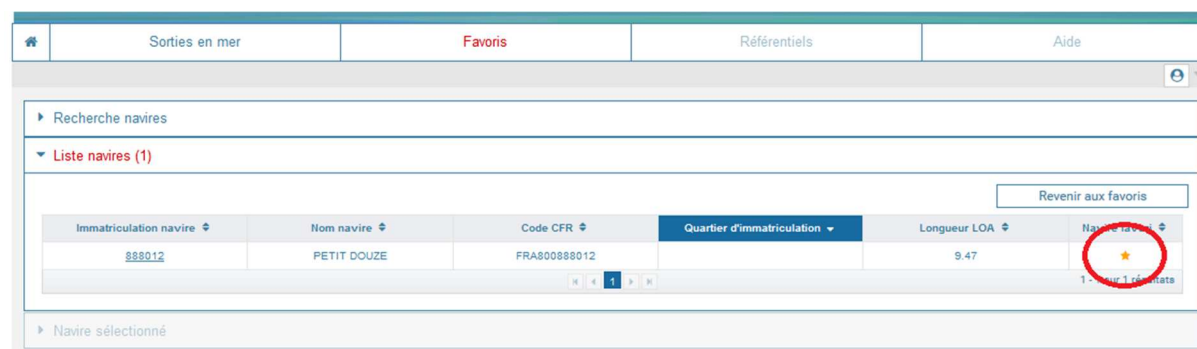 Sorties en mer Favoris Référentiels Aide
Recherche navires
Liste navires (1)
Revenir aux favoris
Immatriculation navire Nom navire Code CFR Quartier d'immatriculation Longueur LOA Navire favori
888012 PETIT DOUZE FRA800888012 9.47
1
1 - 1 sur 1 résultats
Navire sélectionné